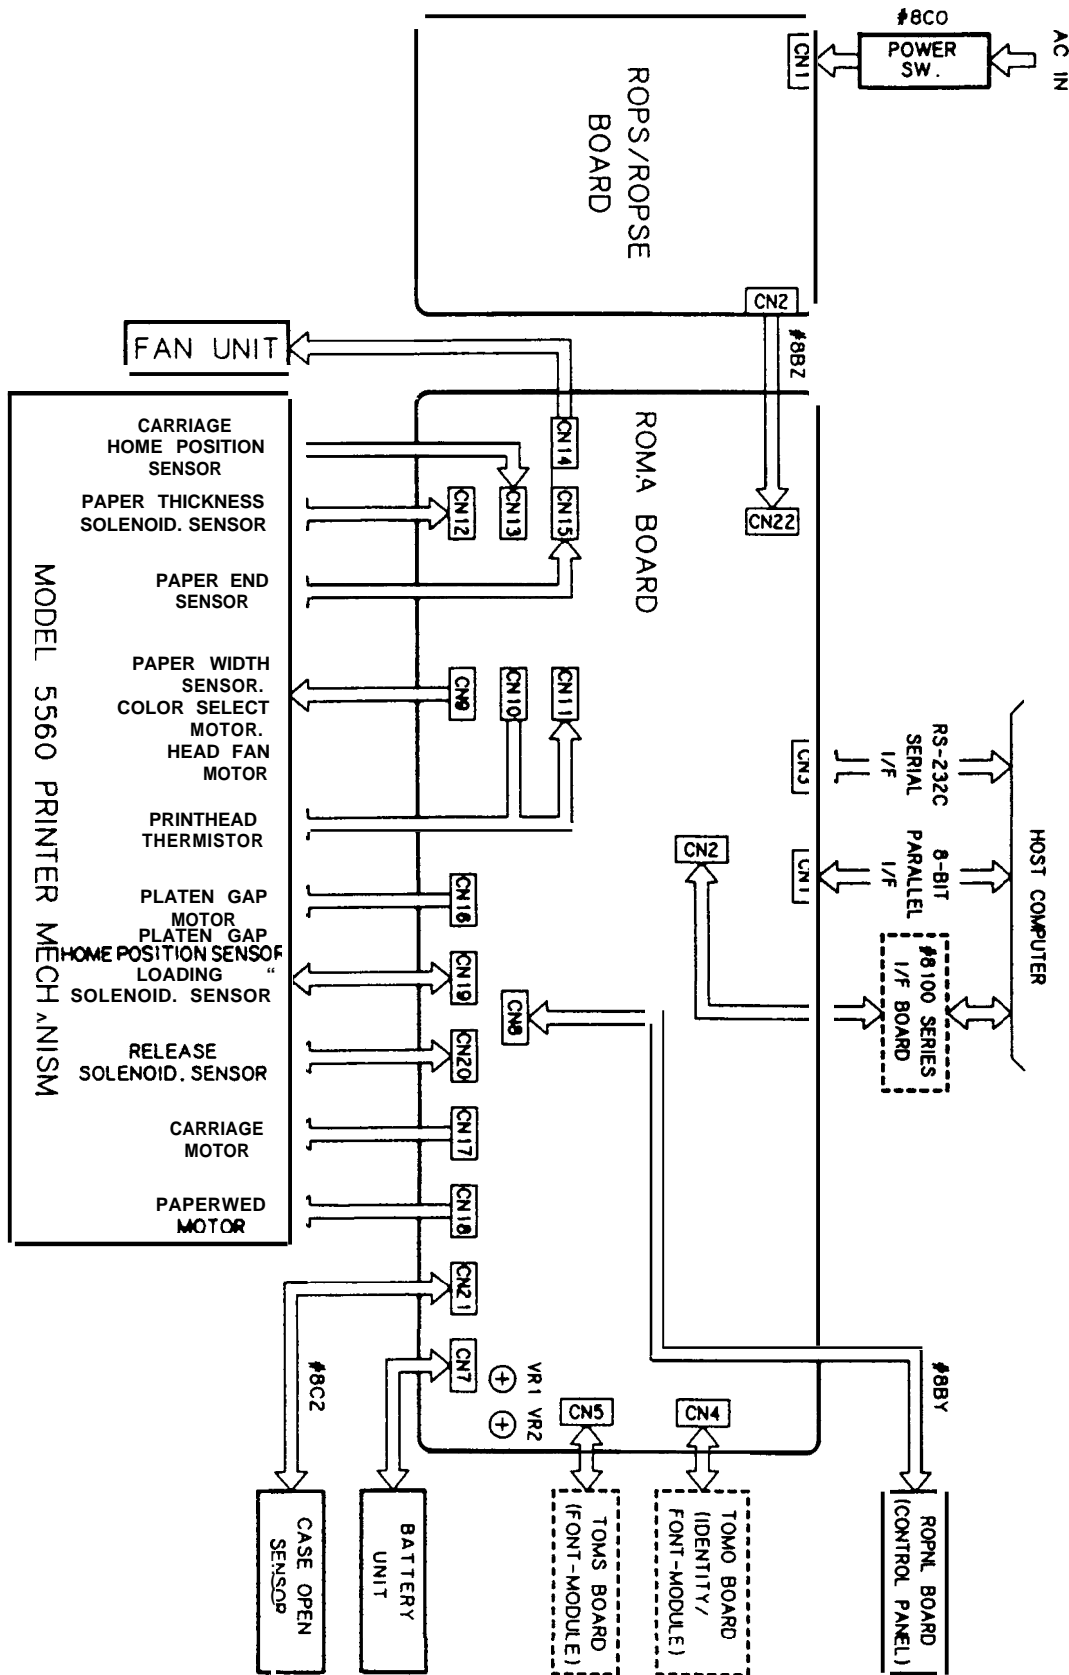 #8C0
AC IN
POWER
SW.
CN1
ROPS/ROPSE
BOARD
CN2
#8BZ
FAN UNIT
CN14
ROMA BOARD
CN22
CARRIAGE
HOME POSITION
SENSOR
PAPER THICKNESS
SOLENOID. SENSOR
CN12
CN13
CN15
PAPER END
SENSOR
PAPER WIDTH
SENSOR.
COLOR SELECT
MOTOR.
HEAD FAN
MOTOR
CN9
CN10
CN11
PRINTHEAD
THERMISTOR
PLATEN GAP
MOTOR
CN16
PLATEN GAP
HOME POSITION SENSOR
LOADING "
SOLENOID. SENSOR
CN19
RELEASE
SOLENOID. SENSOR
CN20
CARRIAGE
MOTOR
CN17
PAPERWED
MOTOR
CN18
MODEL 5560 PRINTER MECH^NISM
CN3
RS-232C
SERIAL
I/F
CN1
8-BIT
PARALLEL
I/F
HOST COMPUTER
CN2
#8100 SERIES
I/F BOARD
CN8
CN21
CN7
VR1 VR2
CN5
CN4
#8C2
#8BY
CASE OPEN
SENSOR
BATTERY
UNIT
TOMS BOARD
(FONT-MODULE)
TOMO BOARD
(IDENTITY/
FONT-MODULE)
ROPNL BOARD
(CONTROL PANEL)